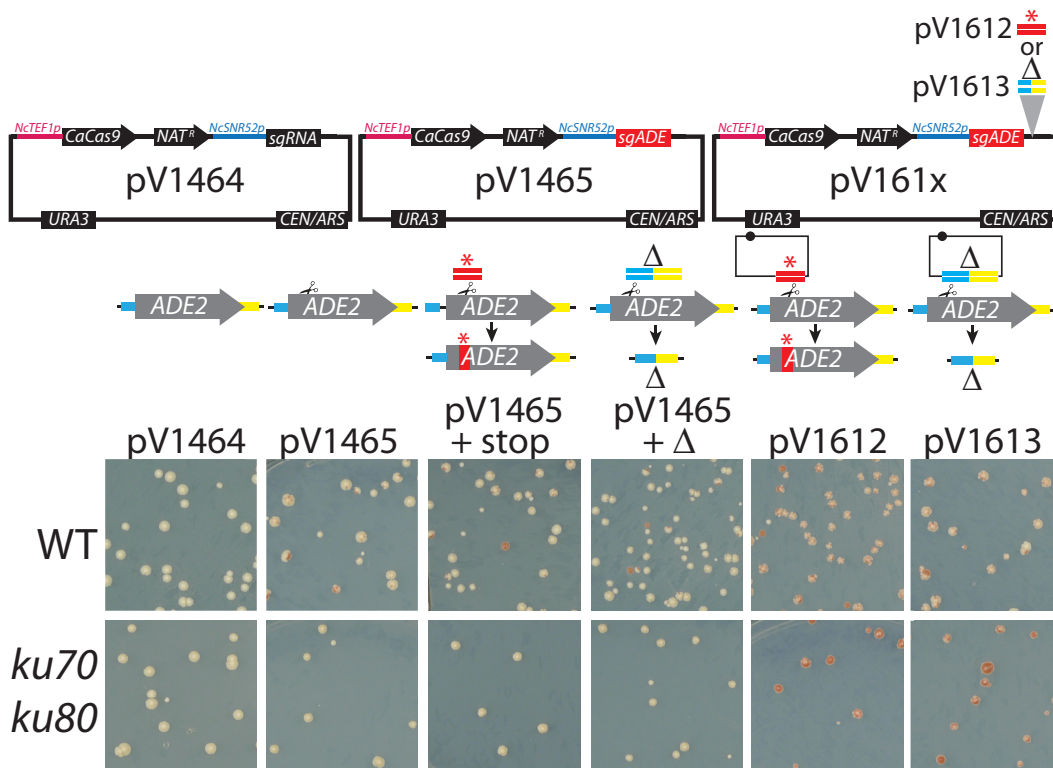 pV1612 *
or
Δ
pV1613
NcTEF1p CaCas9 NAT R NcSNR52p sgRNA
pV1464
URA3 CEN/ARS
NcTEF1p CaCas9 NAT R NcSNR52p sgADE
pV1465
URA3 CEN/ARS
NcTEF1p CaCas9 NAT R NcSNR52p sgADE
pV161x
URA3 CEN/ARS
* Δ * Δ
ADE2 ADE2 ADE2 ADE2 ADE2 ADE2
* *
ADE2 ADE2
Δ Δ
pV1464
pV1465
pV1465
+ stop
pV1465
+ Δ
pV1612
pV1613
WT
ku70
ku80